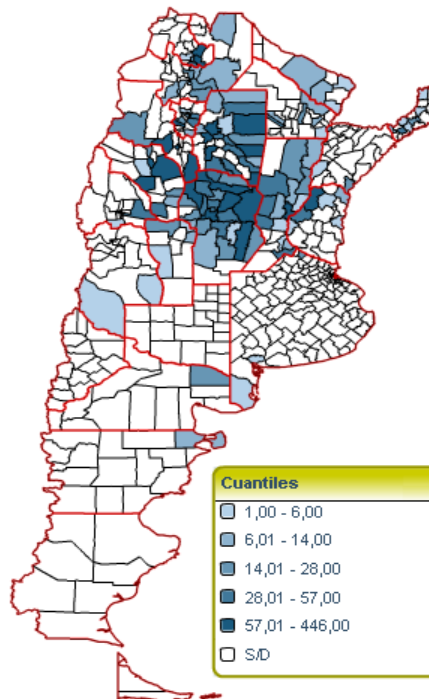 Cuantiles
1,00 - 6,00
6,01 - 14,00
14,01 - 28,00
28,01 - 57,00
57,01 - 446,00
S/D